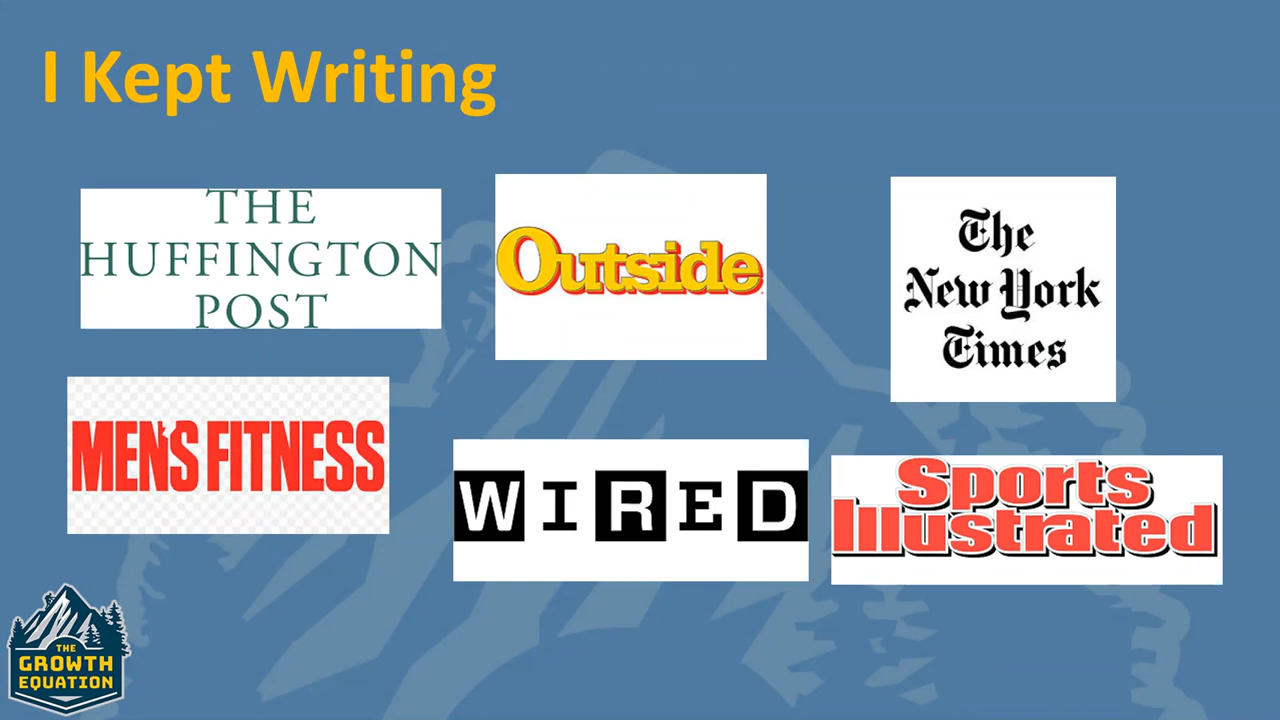 I Kept Writing
THE
HUFFINGTON
POST
Outside
The
New York
Times
MEN'S FITNESS
WIRED
Sports
Illustrated
THE
GROWTH
EQUATION